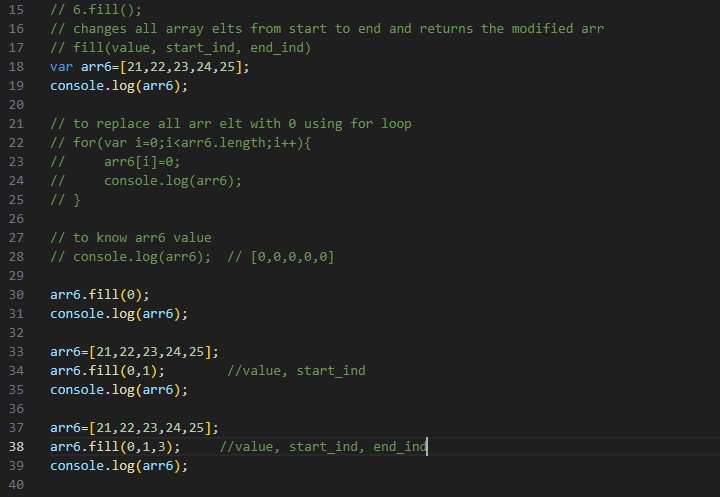 15 // 6.fill();
16 // changes all array elts from start to end and returns the modified arr
17 // fill(value, start_ind, end_ind)
18 var arr6=[21,22,23,24,25];
19 console.log(arr6);
20
21 // to replace all arr elt with 0 using for loop
22 // for(var i=0;i<arr6.length;i++){
23 //     arr6[i]=0;
24 //     console.log(arr6);
25 // }
26
27 // to know arr6 value
28 // console.log(arr6);  // [0,0,0,0,0]
29
30 arr6.fill(0);
31 console.log(arr6);
32
33 arr6=[21,22,23,24,25];
34 arr6.fill(0,1);        //value, start_ind
35 console.log(arr6);
36
37 arr6=[21,22,23,24,25];
38 arr6.fill(0,1,3);     //value, start_ind, end_ind
39 console.log(arr6);
40